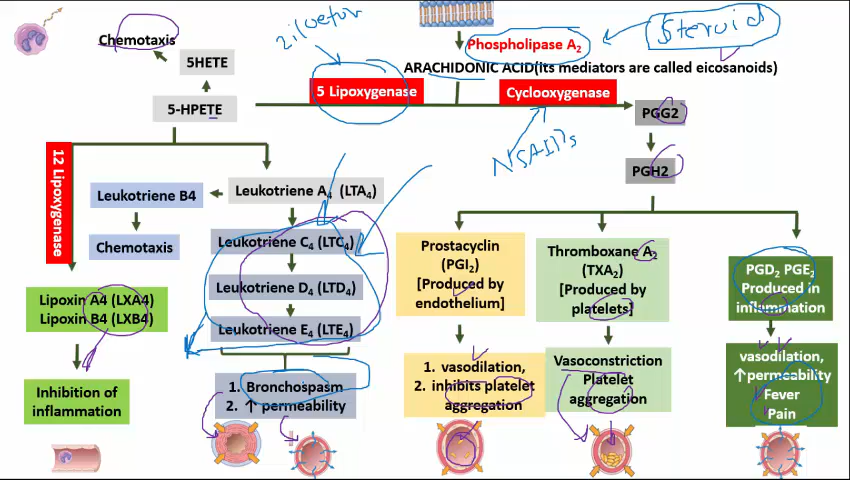 Steroid
Zilueton
Phospholipase A₂
Chemotaxis
ARACHIDONIC ACID(its mediators are called eicosanoids)
5HETE
5 Lipoxygenase
Cyclooxygenase
5-HPETE
PGG2
NSAIDs
PGH2
12 Lipoxygenase
Leukotriene B4
Leukotriene A₄ (LTA₄)
Chemotaxis
Leukotriene C₄ (LTC₄)
Leukotriene D₄ (LTD₄)
Leukotriene E₄ (LTE₄)
Prostacyclin
(PGI₂)
[Produced by
endothelium]
Thromboxane A₂
(TXA₂)
[Produced by
platelets]
PGD₂ PGE₂
Produced in
inflammation
Lipoxin A4 (LXA4)
Lipoxin B4 (LXB4)
Inhibition of
inflammation
1. Bronchospasm
2. ↑ permeability
1. vasodilation,
2. inhibits platelet
aggregation
Vasoconstriction
Platelet
aggregation
vasodilation,
↑permeability
Fever
Pain